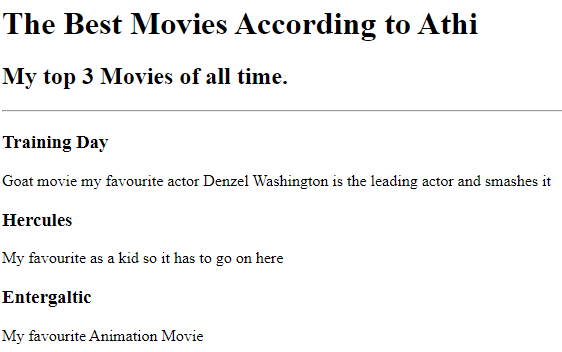 The Best Movies According to Athi
My top 3 Movies of all time.
Training Day
Goat movie my favourite actor Denzel Washington is the leading actor and smashes it
Hercules
My favourite as a kid so it has to go on here
Entergaltic
My favourite Animation Movie